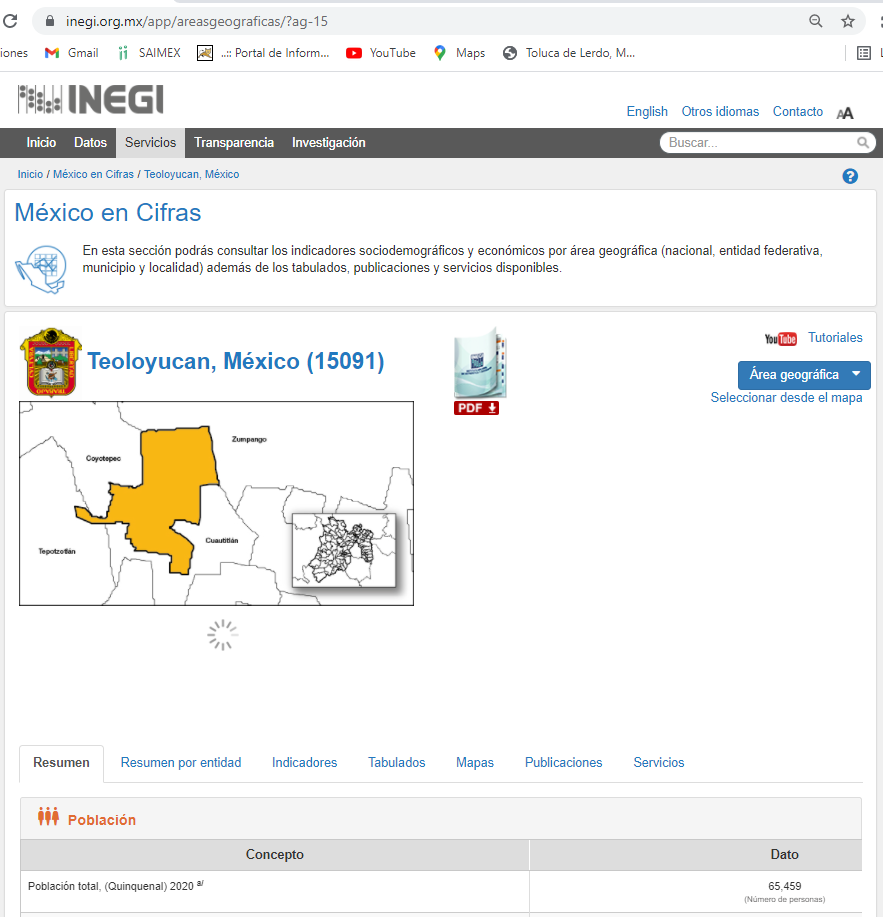 inegi.org.mx/app/areasgeograficas/?ag-15
iones Gmail SAIMEX ..:: Portal de Inform... YouTube Maps Toluca de Lerdo, M...
INEGI
English Otros idiomas Contacto AA
Inicio Datos Servicios Transparencia Investigación Buscar...
Inicio / México en Cifras / Teoloyucan, México ?
México en Cifras
En esta sección podrás consultar los indicadores sociodemográficos y económicos por área geográfica (nacional, entidad federativa,
municipio y localidad) además de los tabulados, publicaciones y servicios disponibles.
Teoloyucan, México (15091)
PDF
YouTube Tutoriales
Área geográfica
Seleccionar desde el mapa
Zumpango
Coyotepec
Cuautitlán
Tepotzotlán
Resumen Resumen por entidad Indicadores Tabulados Mapas Publicaciones Servicios
Población
Concepto Dato
Población total, (Quinquenal) 2020 a/ 65,459
(Número de personas)